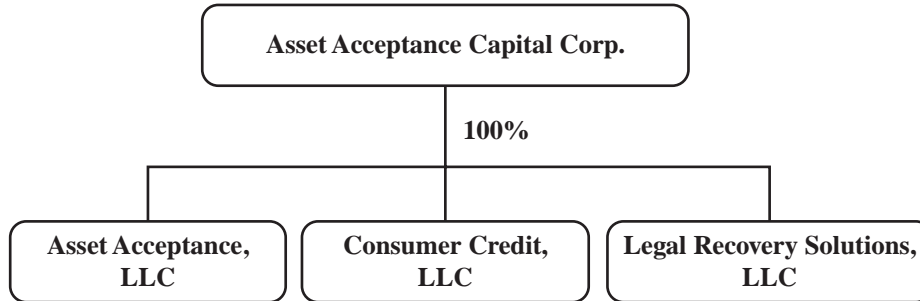 Asset Acceptance Capital Corp.
100%
Asset Acceptance,
LLC
Consumer Credit,
LLC
Legal Recovery Solutions,
LLC